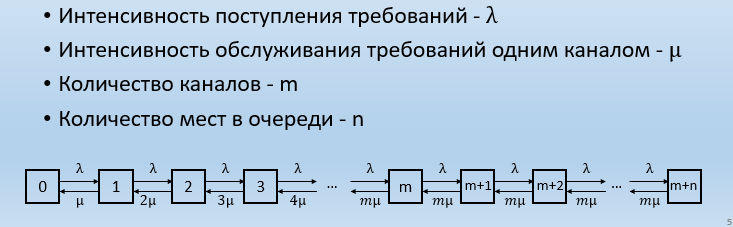 • Интенсивность поступления требований - λ
• Интенсивность обслуживания требований одним каналом - μ
• Количество каналов - m
• Количество мест в очереди - n
λ λ λ λ λ λ λ λ λ
0 1 2 3 ... m m+1 m+2 ... m+n
μ 2μ 3μ 4μ mμ mμ mμ mμ mμ
5